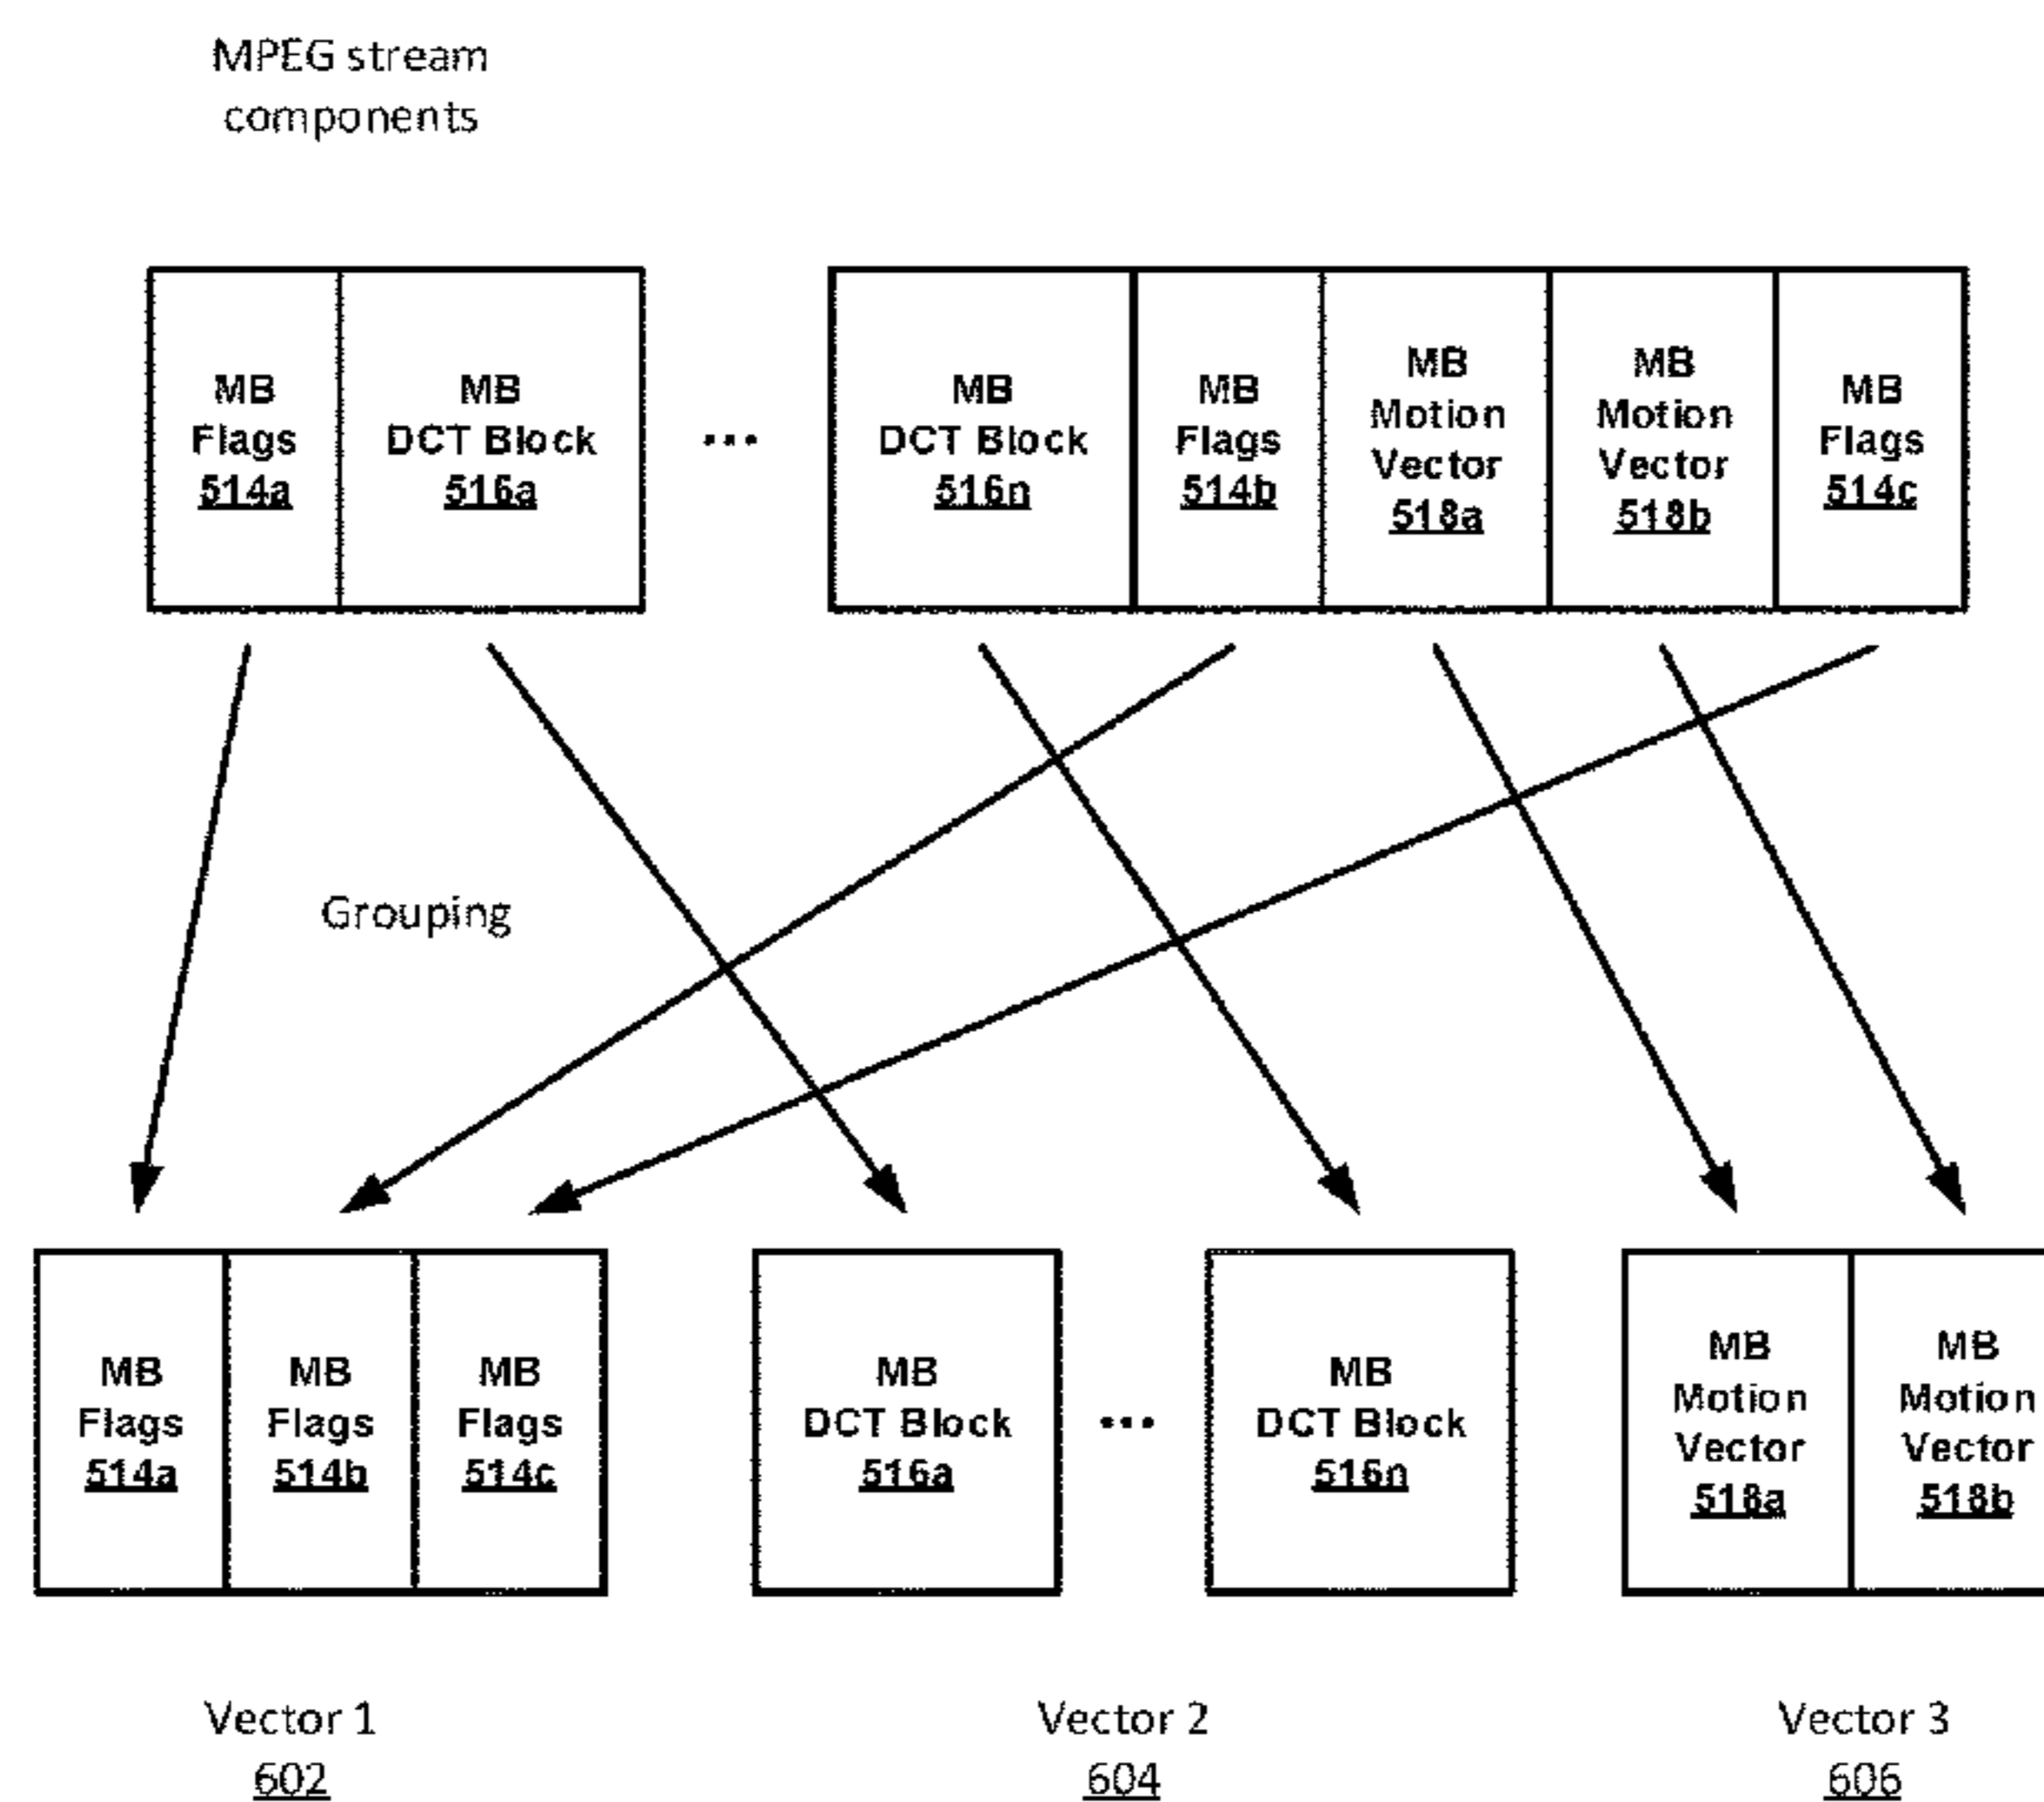 MPEG stream
components
MB
Flags
514a
MB
DCT Block
516a
...
MB
DCT Block
516n
MB
Flags
514b
MB
Motion
Vector
518a
MB
Motion
Vector
518b
MB
Flags
514c
Grouping
MB
Flags
514a
MB
Flags
514b
MB
Flags
514c
MB
DCT Block
516a
...
MB
DCT Block
516n
MB
Motion
Vector
518a
MB
Motion
Vector
518b
Vector 1
602
Vector 2
604
Vector 3
606